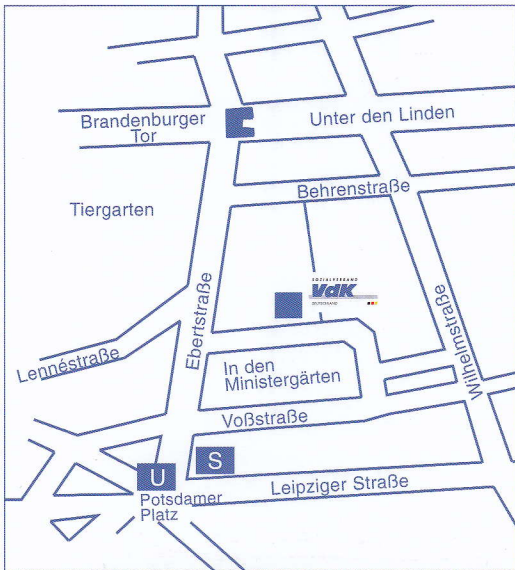 Brandenburger
Tor
Unter den Linden
Behrenstraße
Tiergarten
SOZIALVERBAND
VdK
DEUTSCHLAND
Ebertstraße
Wilhelmstraße
Lennéstraße
In den
Ministergärten
Voßstraße
S
U
Leipziger Straße
Potsdamer
Platz